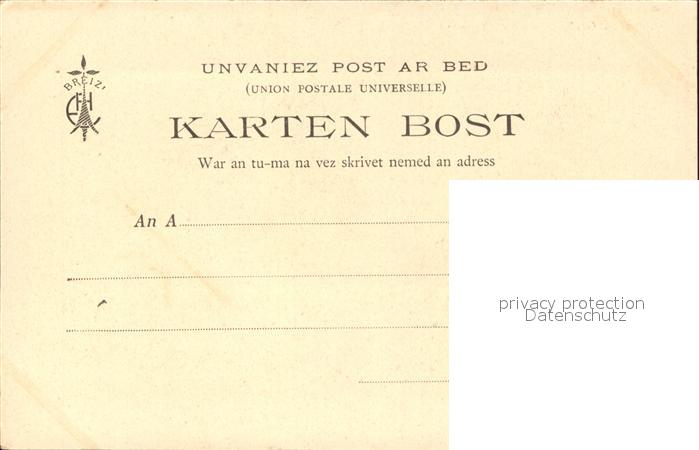 UNVANIEZ POST AR BED
(UNION POSTALE UNIVERSELLE)
BREIZ
KARTEN BOST
War an tu-ma na vez skrivet nemed an adress
An A
privacy protection
Datenschutz